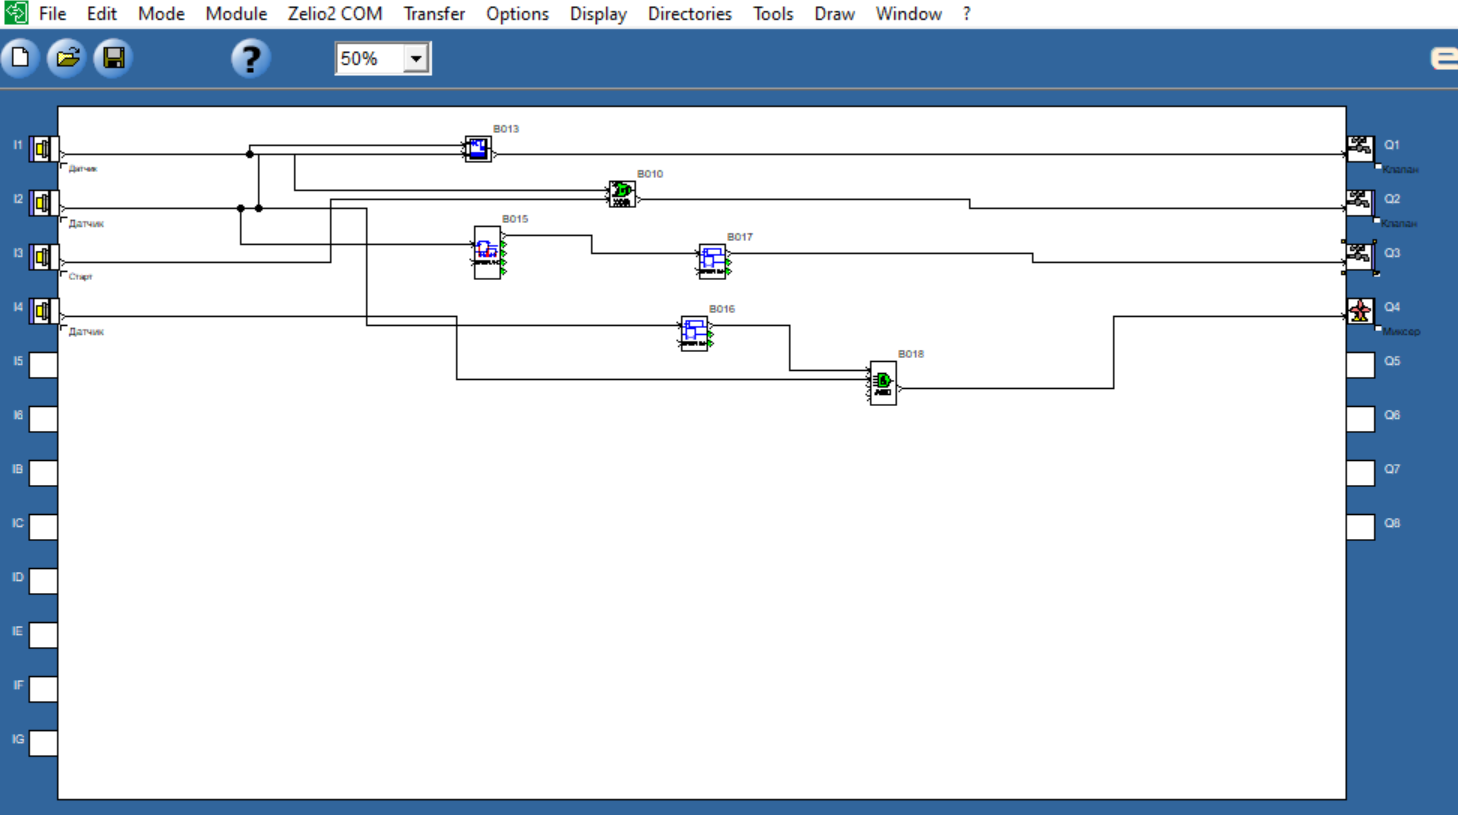 File Edit Mode Module Zelio2 COM Transfer Options Display Directories Tools Draw Window ?
? 50% e
B013
I1 Q1
Датчик Клапан
B010
I2 Q2
XOR
B015
Датчик Клапан
B017
I3 Q3
Старт
I4 B016 Q4
Датчик Миксер
B018
I5 Q5
AND
I6 Q6
IB Q7
IC Q8
ID
IE
IF
IG